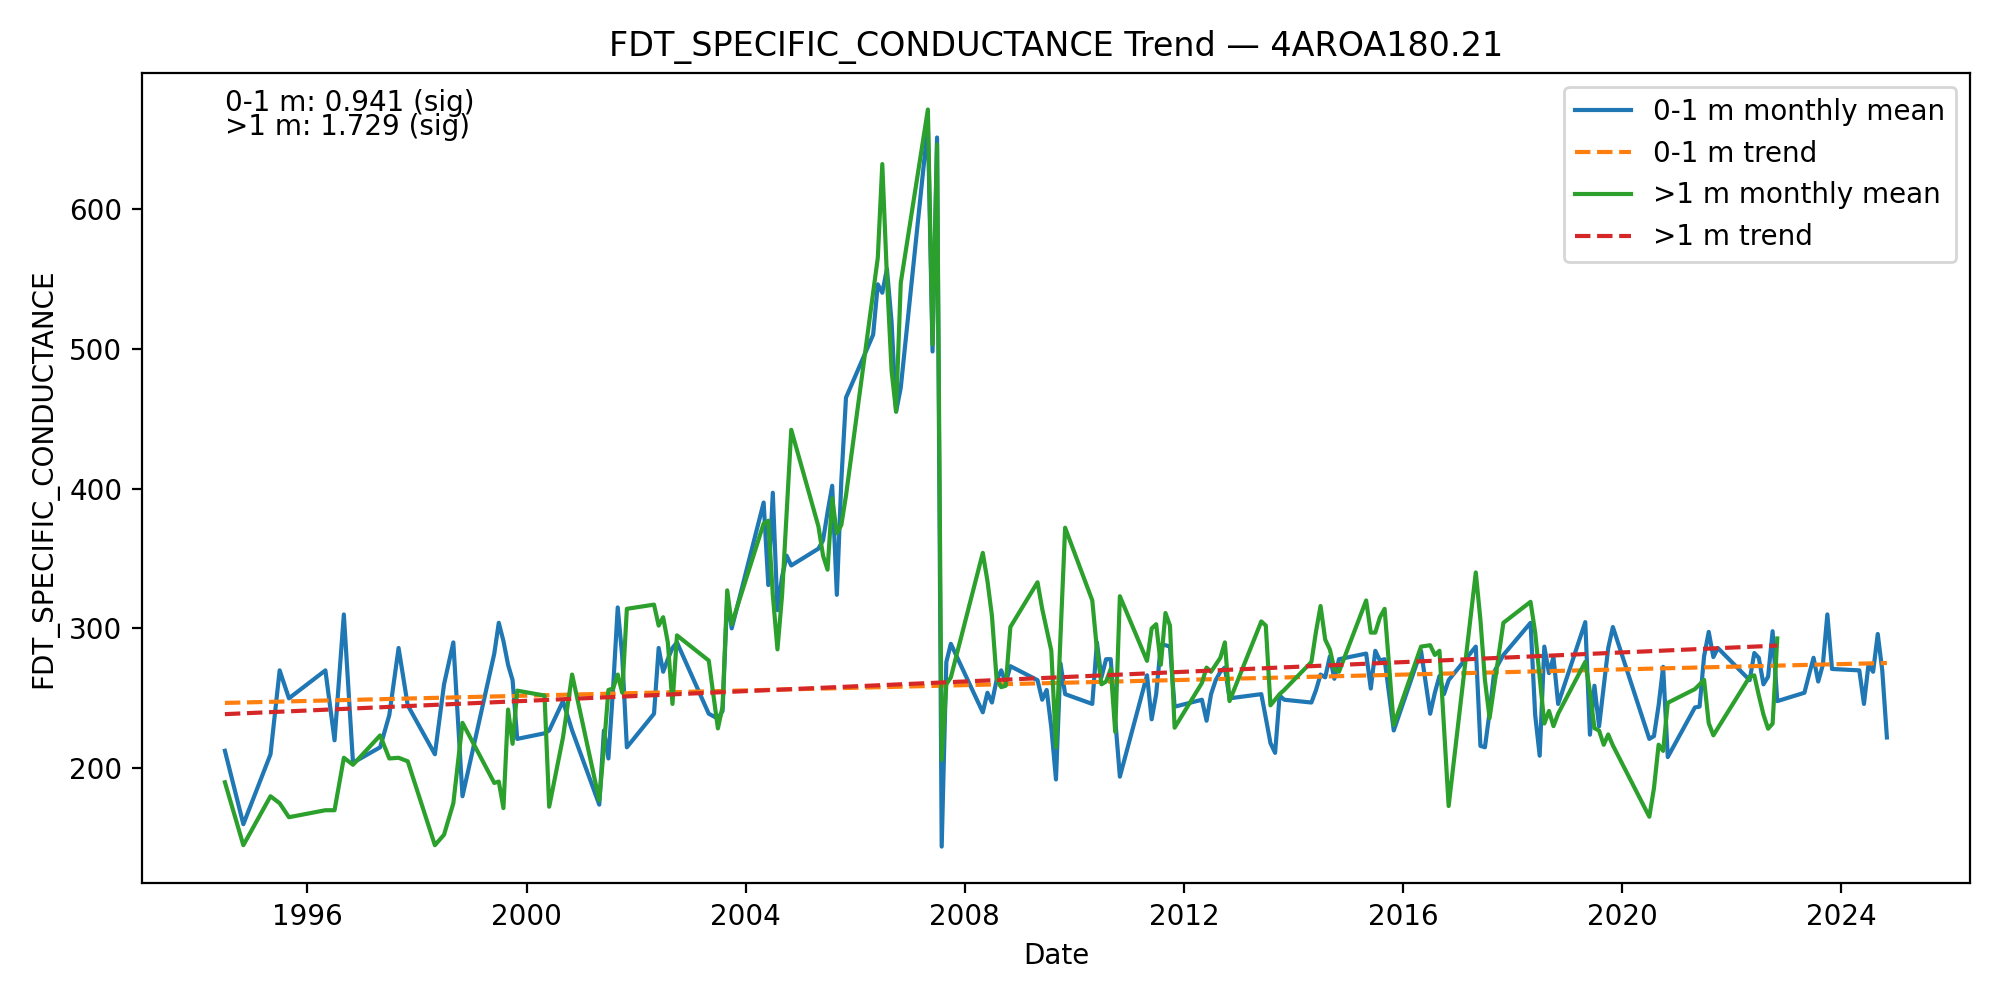 FDT_SPECIFIC_CONDUCTANCE Trend — 4AROA180.21
0-1 m: 0.941 (sig)
>1 m: 1.729 (sig)
0-1 m monthly mean
0-1 m trend
>1 m monthly mean
>1 m trend
FDT_SPECIFIC_CONDUCTANCE
600
500
400
300
200
1996
2000
2004
2008
2012
2016
2020
2024
Date